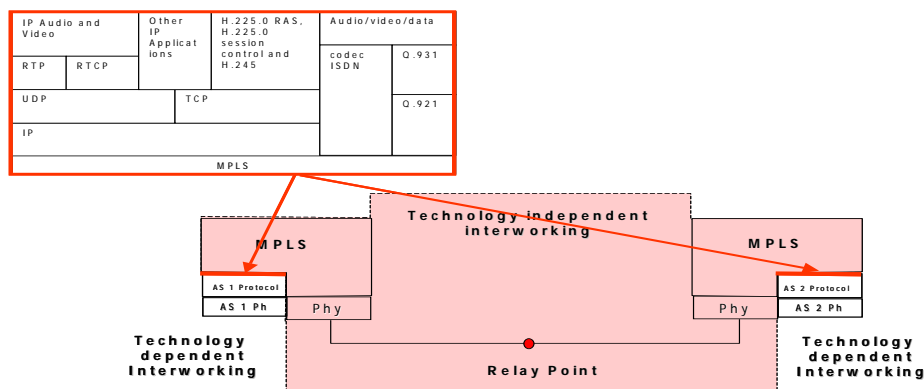 IP Audio and
Video
Other
IP
Applicat
ions
H.225.0 RAS,
H.225.0
session
control and
H.245
Audio/video/data
RTP
RTCP
codec
ISDN
Q.931
UDP
TCP
Q.921
IP
MPLS
Technology independent
interworking
MPLS
MPLS
AS 1 Protocol
AS 1 Ph
Phy
Phy
AS 2 Protocol
AS 2 Ph
Technology
dependent
Interworking
Relay Point
Technology
dependent
Interworking